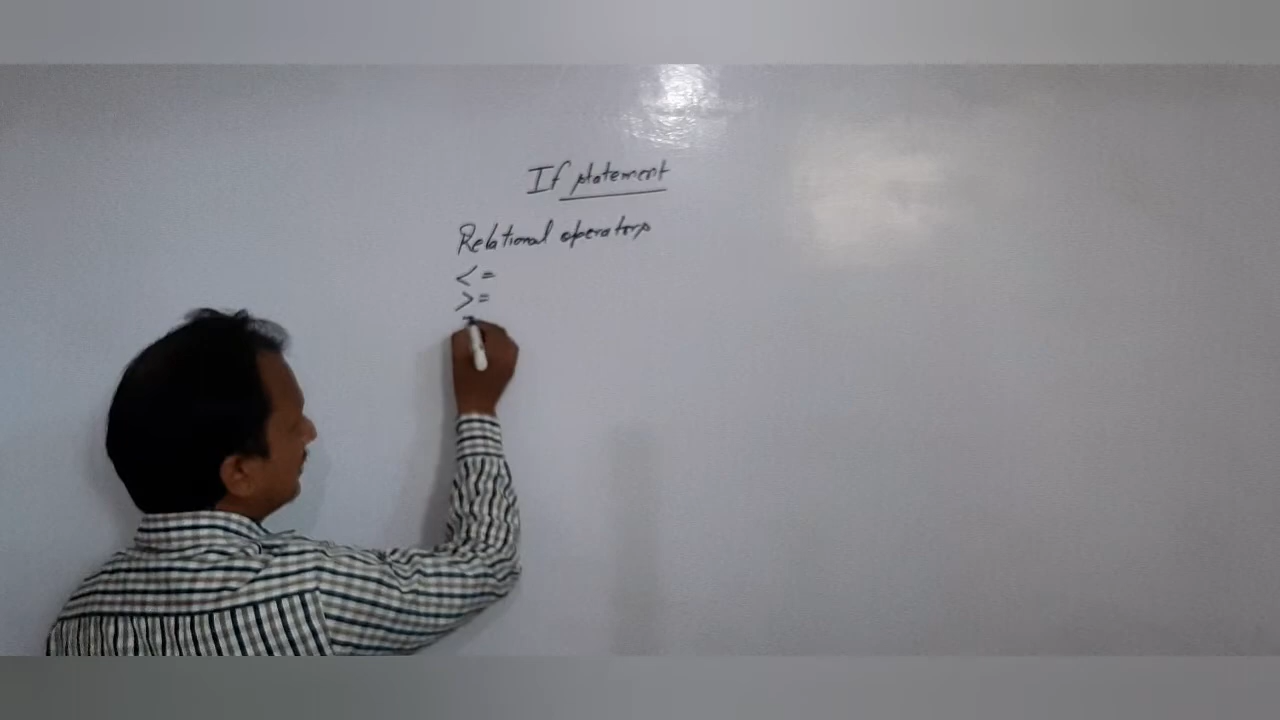 If statement
Relational operators
<=
>=